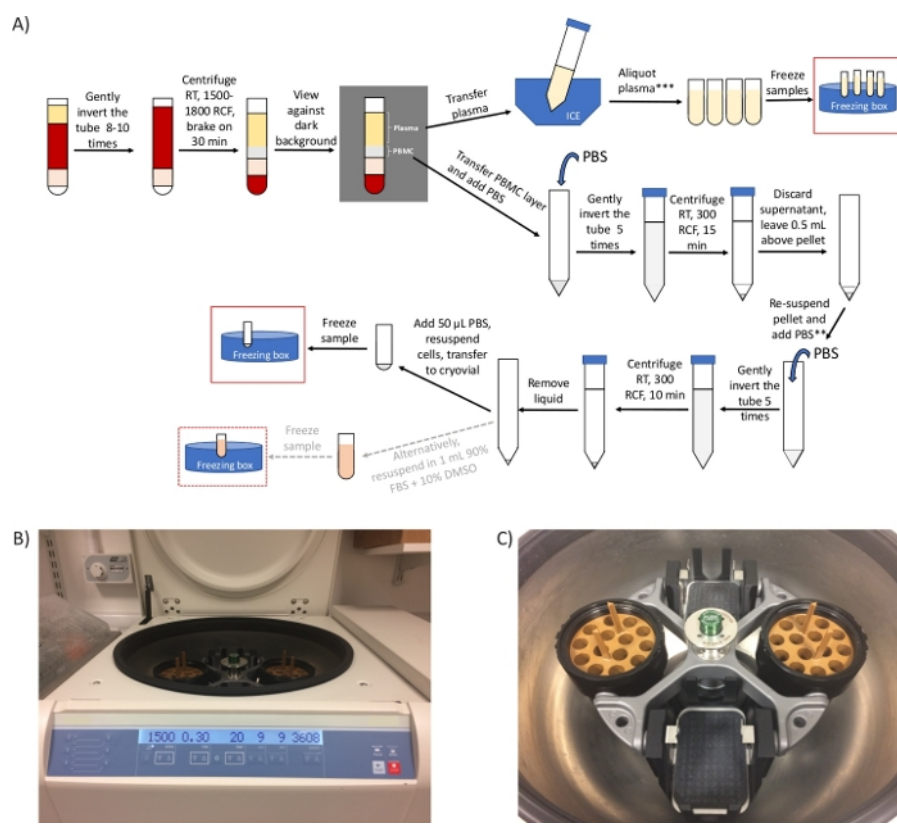 A)
Gently
invert the
tube 8-10
times
Centrifuge
RT, 1500-
1800 RCF,
brake on
30 min
View
against
dark
background
Plasma
PBMC
Transfer
plasma
ICE
Aliquot
plasma***
Freeze
samples
Freezing box
Transfer PBMC layer
and add PBS
PBS
Gently
invert the
tube 5
times
Centrifuge
RT, 300
RCF, 15
min
Discard
supernatant,
leave 0.5 mL
above pellet
Re-suspend
pellet and
add PBS**
PBS
Gently
invert the
tube 5
times
Centrifuge
RT, 300
RCF, 10 min
Remove
liquid
Add 50 µL PBS,
resuspend
cells, transfer
to cryovial
Freeze
sample
Freezing box
Alternatively,
resuspend in 1 mL 90%
FBS + 10% DMSO
Freeze
sample
Freezing box
B)
1500 0.30 20 9 9 3608
C)